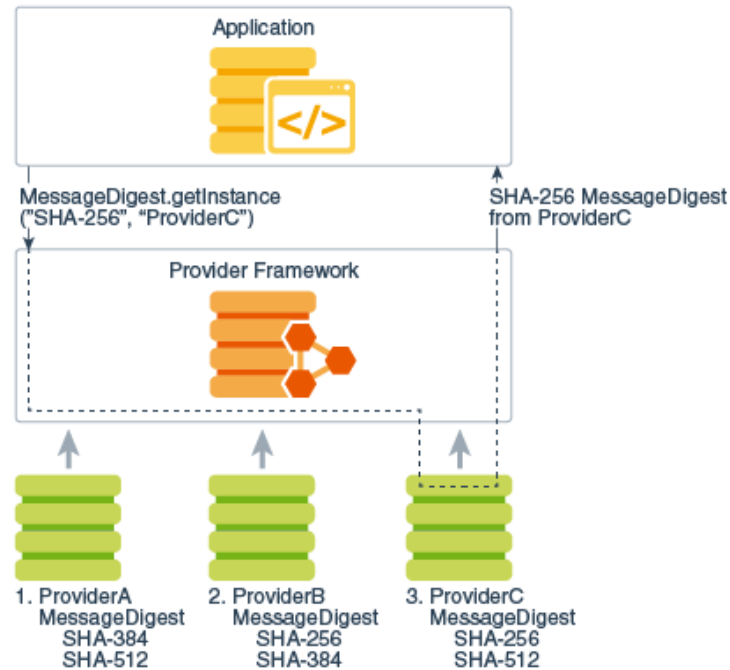 Application
</>
MessageDigest.getInstance
("SHA-256", “ProviderC”)
SHA-256 MessageDigest
from ProviderC
Provider Framework
1. ProviderA
MessageDigest
SHA-384
SHA-512
2. ProviderB
MessageDigest
SHA-256
SHA-384
3. ProviderC
MessageDigest
SHA-256
SHA-512